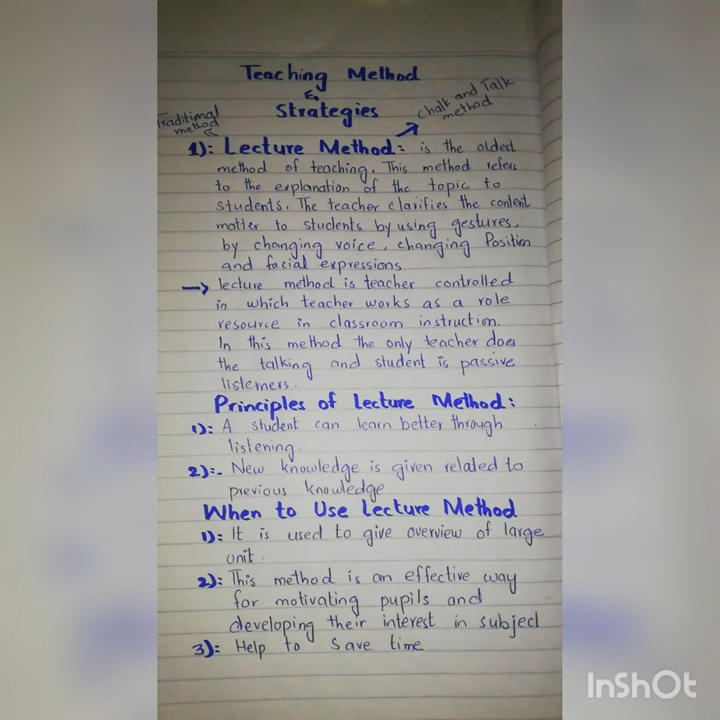 Teaching Method
&
Strategies
Chalk and Talk
method
Traditional
method
1): Lecture Method: is the oldest
method of teaching. This method refers
to the explanation of the topic to
students. The teacher clarifies the content
matter to students by using gestures,
by changing voice, changing Position
and facial expressions
→ lecture method is teacher controlled
in which teacher works as a role
resource in classroom instruction.
In this method the only teacher does
the talking and student is passive
listerners.
Principles of Lecture Method:
1): A student can learn better through
listening.
2):- New knowledge is given related to
previous knowledge
When to Use Lecture Method
1): It is used to give overview of large
unit.
2): This method is an effective way
for motivating pupils and
developing their interest in subject
3): Help to save time
InShOt